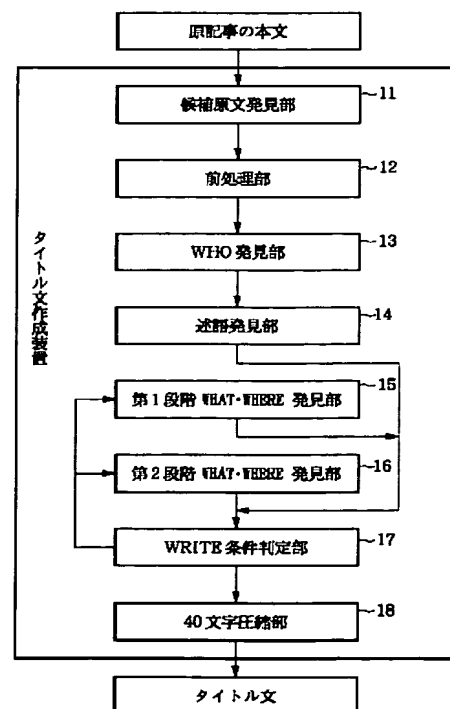 原記事の本文
候補原文発見部
11
前処理部
12
WHO 発見部
13
述語発見部
14
タイトル文作成装置
第1段階 WHAT・WHERE 発見部
15
第2段階 WHAT・WHERE 発見部
16
WRITE 条件判定部
17
40文字圧縮部
18
タイトル文